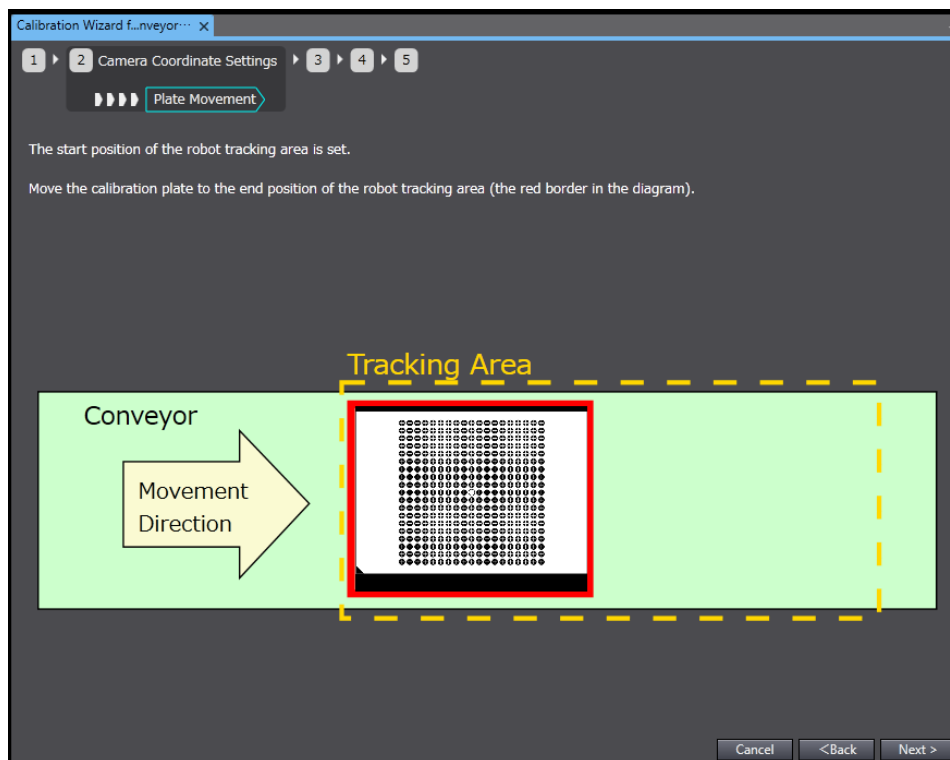 Calibration Wizard f...nveyor···
1 2 Camera Coordinate Settings 3 4 5
Plate Movement
The start position of the robot tracking area is set.
Move the calibration plate to the end position of the robot tracking area (the red border in the diagram).
Tracking Area
Conveyor
Movement
Direction
Cancel <Back Next >